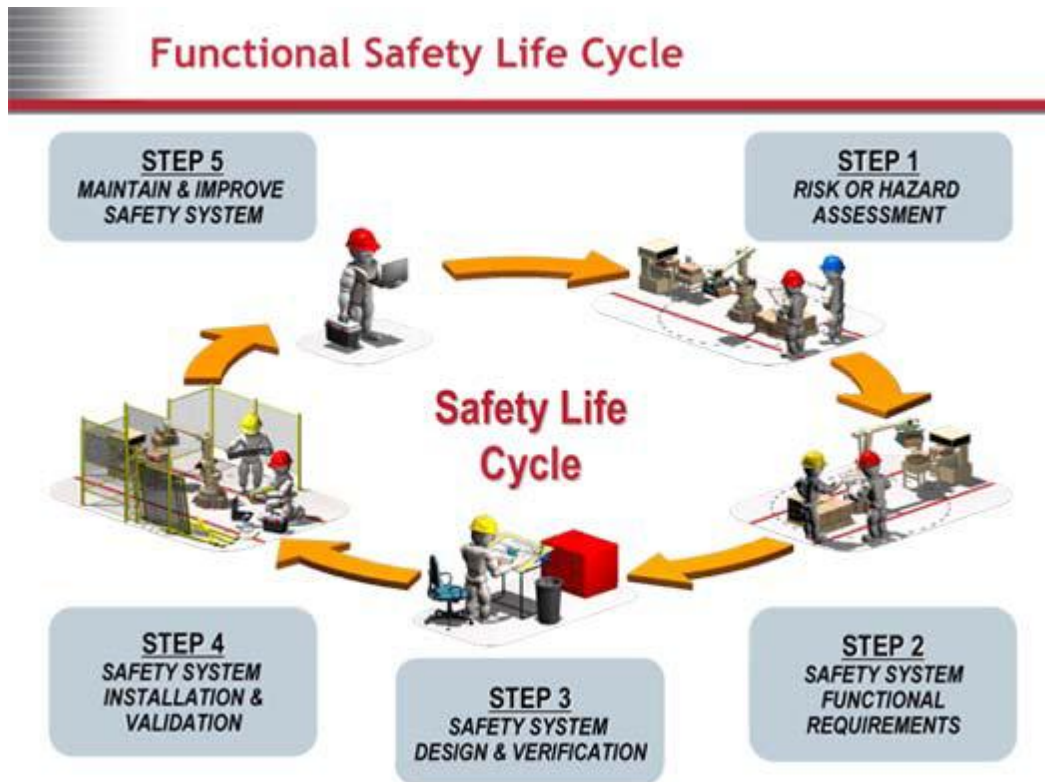 Functional Safety Life Cycle
STEP 5
MAINTAIN & IMPROVE
SAFETY SYSTEM
STEP 1
RISK OR HAZARD
ASSESSMENT
Safety Life
Cycle
STEP 4
SAFETY SYSTEM
INSTALLATION &
VALIDATION
STEP 3
SAFETY SYSTEM
DESIGN & VERIFICATION
STEP 2
SAFETY SYSTEM
FUNCTIONAL
REQUIREMENTS